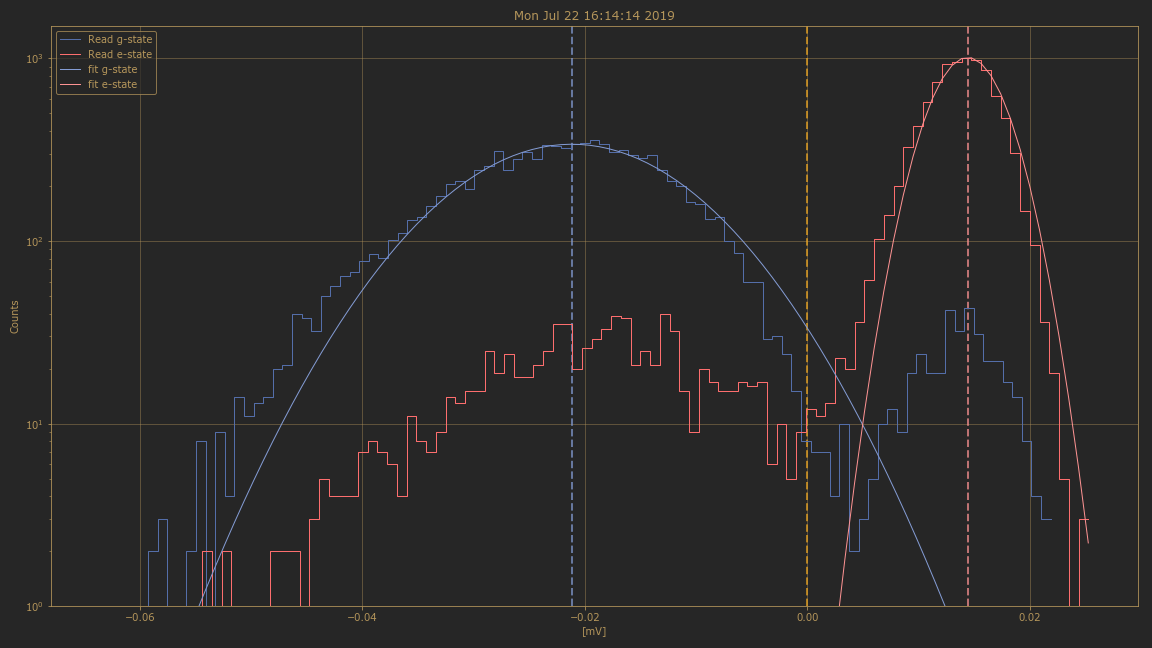 Mon Jul 22 16:14:14 2019
Read g-state
Read e-state
fit g-state
fit e-state
10³
10²
10¹
10⁰
Counts
−0.06
−0.04
−0.02
0.00
0.02
[mV]